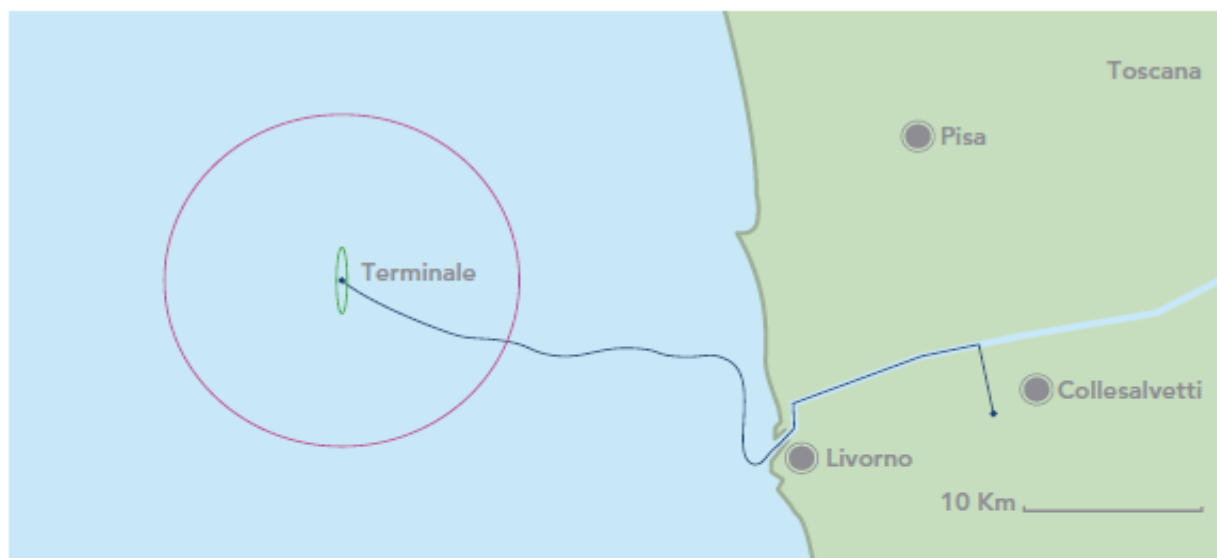 Toscana
Pisa
Terminale
Collesalvetti
Livorno
10 Km